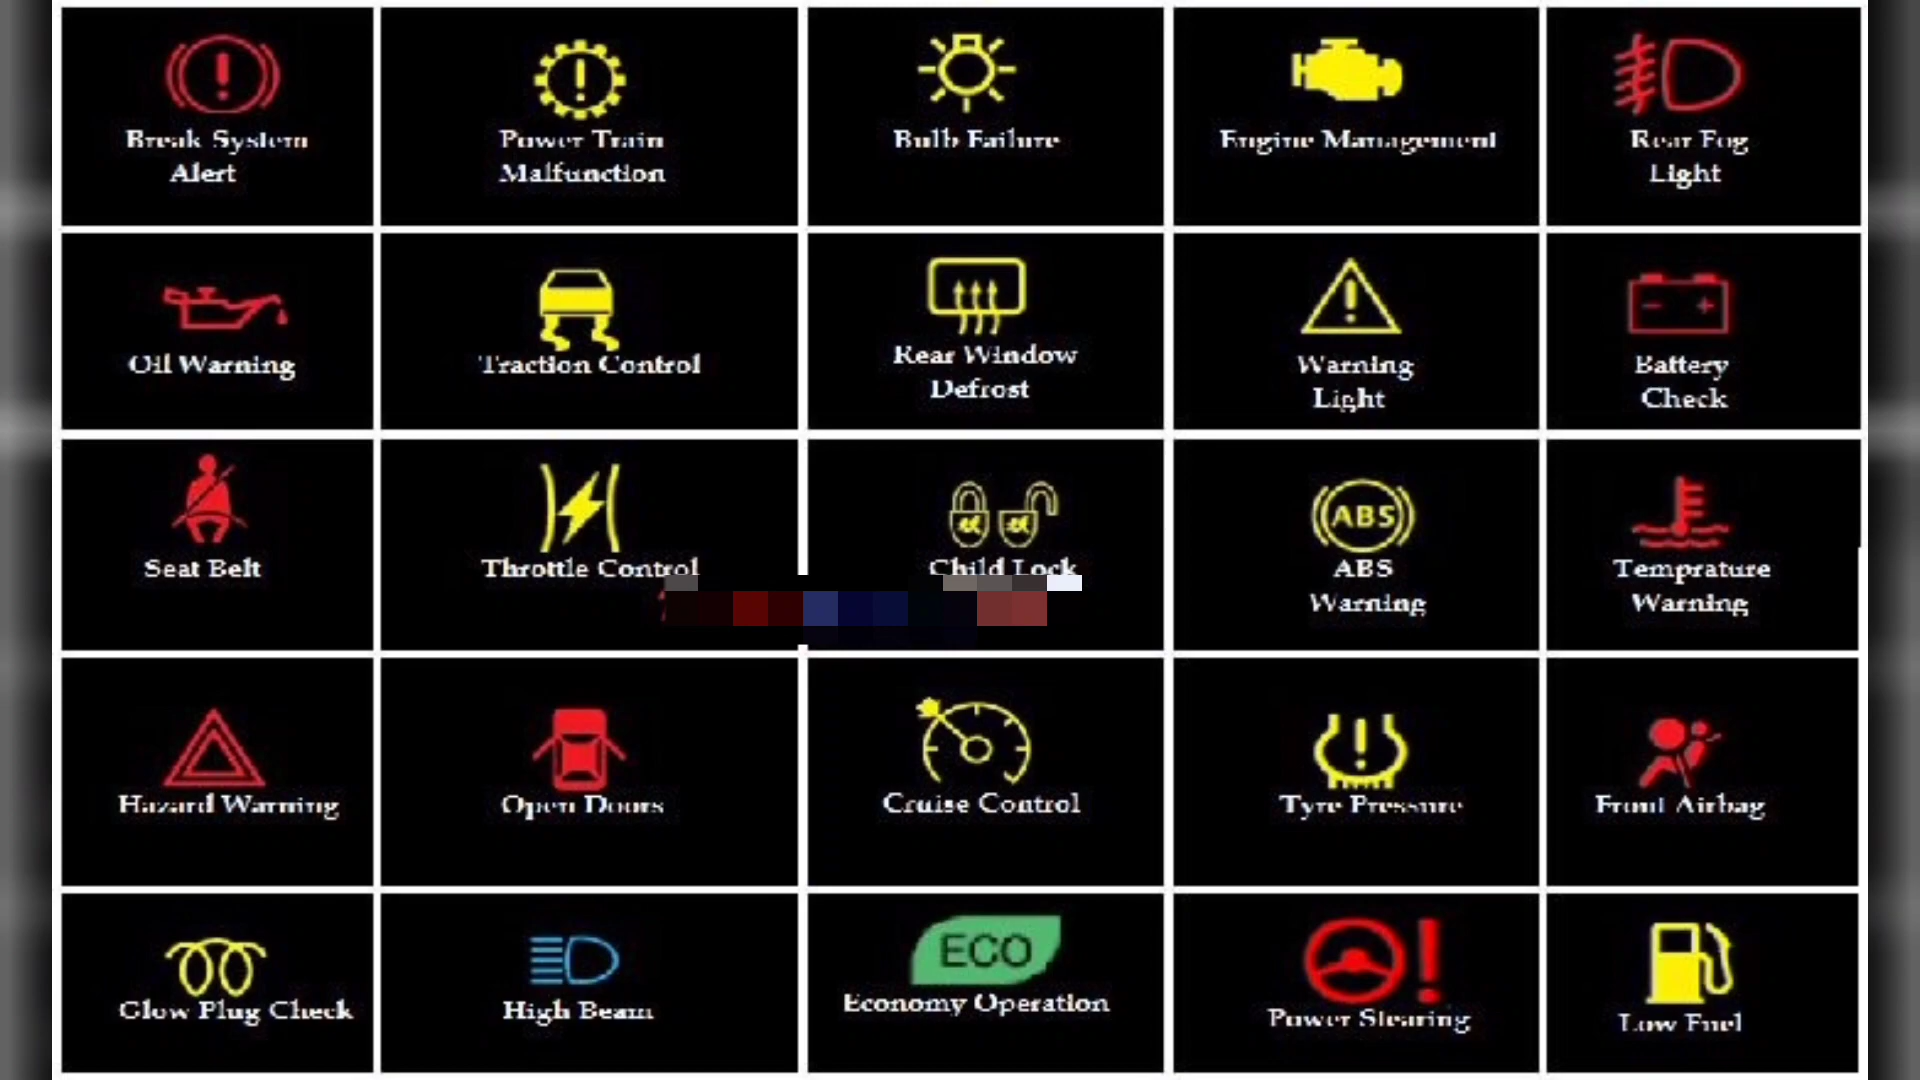 Break System
Alert
Power Train
Malfunction
Bulb Failure
Engine Management
Rear Fog
Light
Oil Warning
Traction Control
Rear Window
Defrost
Warning
Light
Battery
Check
Seat Belt
Throttle Control
Child Lock
ABS
ABS
Warning
Temprature
Warning
Hazard Warning
Open Doors
Cruise Control
Tyre Pressure
Front Airbag
Glow Plug Check
High Beam
ECO
Economy Operation
Power Stearing
Low Fuel